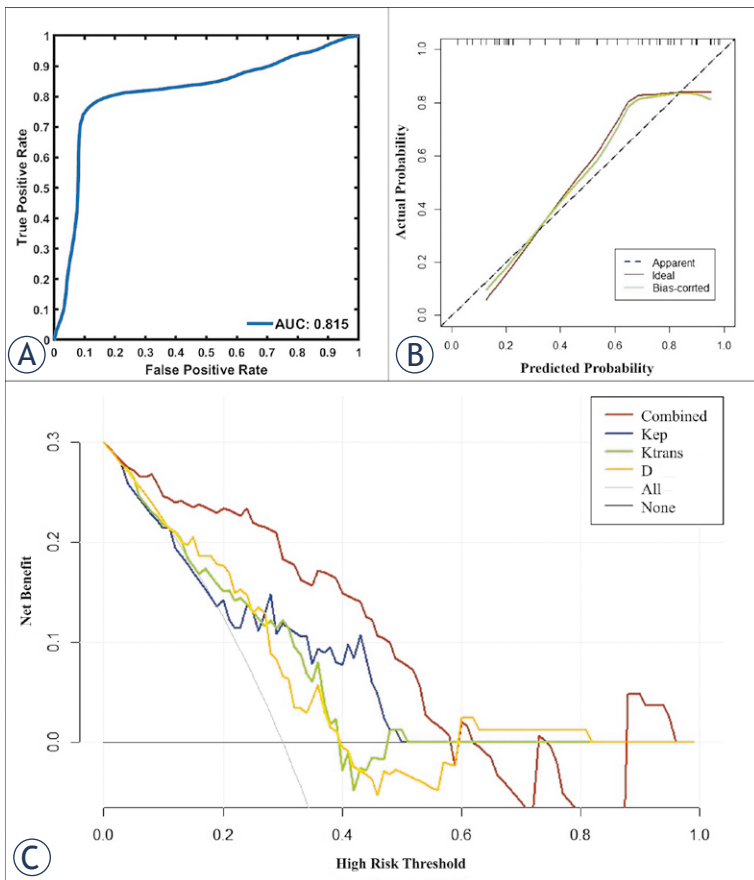 1
0.9
0.8
0.7
0.6
0.5
0.4
0.3
0.2
0.1
0
True Positive Rate
AUC: 0.815
0 0.1 0.2 0.3 0.4 0.5 0.6 0.7 0.8 0.9 1
False Positive Rate
A
1.0
0.8
0.6
0.4
0.2
0.0
Actual Probability
Apparent
Ideal
Bias-corrted
0.0 0.2 0.4 0.6 0.8 1.0
Predicted Probability
B
0.3
0.2
0.1
0.0
Net Benefit
Combined
Kep
Ktrans
D
All
None
0.0 0.2 0.4 0.6 0.8 1.0
High Risk Threshold
C